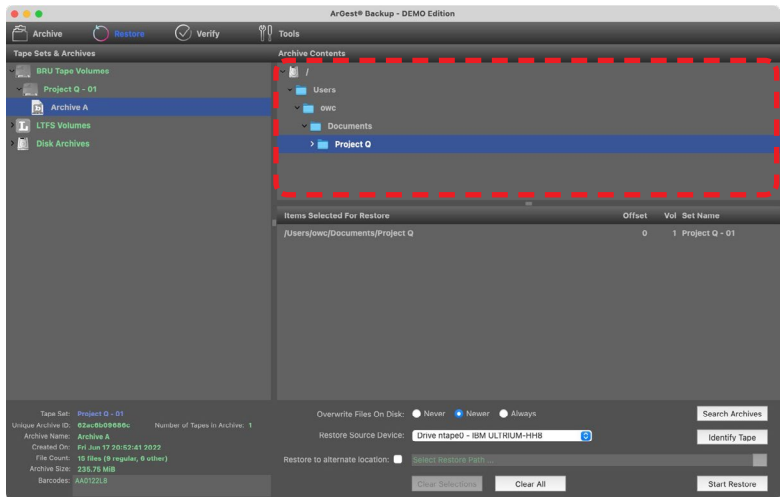 ArGest® Backup - DEMO Edition
Archive Restore Verify Tools
Tape Sets & Archives
Archive Contents
BRU Tape Volumes
Project Q - 01
Archive A
LTFS Volumes
Disk Archives
/
Users
owc
Documents
Project Q
Items Selected For Restore Offset Vol Set Name
/Users/owc/Documents/Project Q 0 1 Project Q - 01
Tape Set: Project Q - 01
Unique Archive ID: 62ac6b09686c Number of Tapes in Archive: 1
Archive Name: Archive A
Created On: Fri Jun 17 20:52:41 2022
File Count: 15 files (9 regular, 6 other)
Archive Size: 235.75 MiB
Barcodes: AA0122L8
Overwrite Files On Disk: Never Newer Always
Restore Source Device: Drive ntape0 - IBM ULTRIUM-HH8
Restore to alternate location: Select Restore Path ...
Clear Selections Clear All
Search Archives
Identify Tape
Start Restore